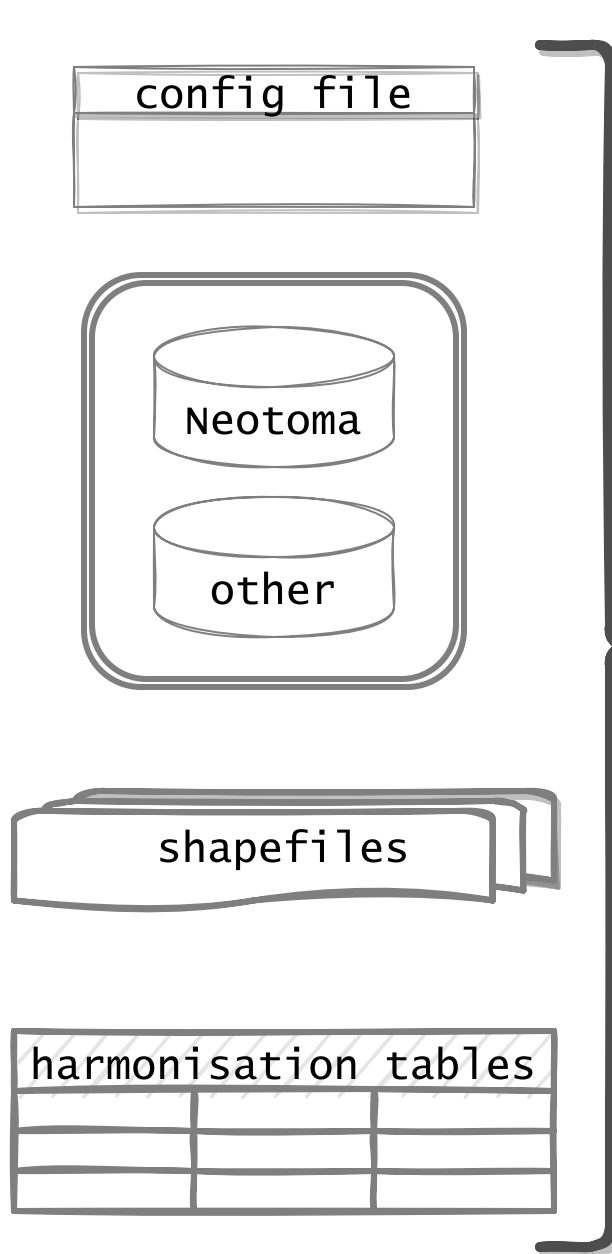 config file
Neotoma
other
shapefiles
harmonisation tables